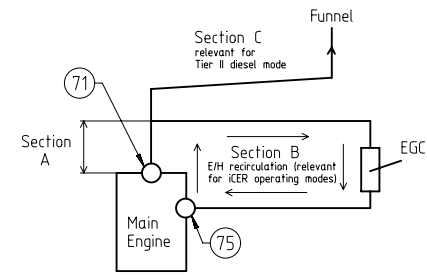 Funnel
Section C
relevant for
Tier II diesel mode
71
Section
A
Section B
E/H recirculation (relevant
for iCER operating modes)
EGC
Main
Engine
75